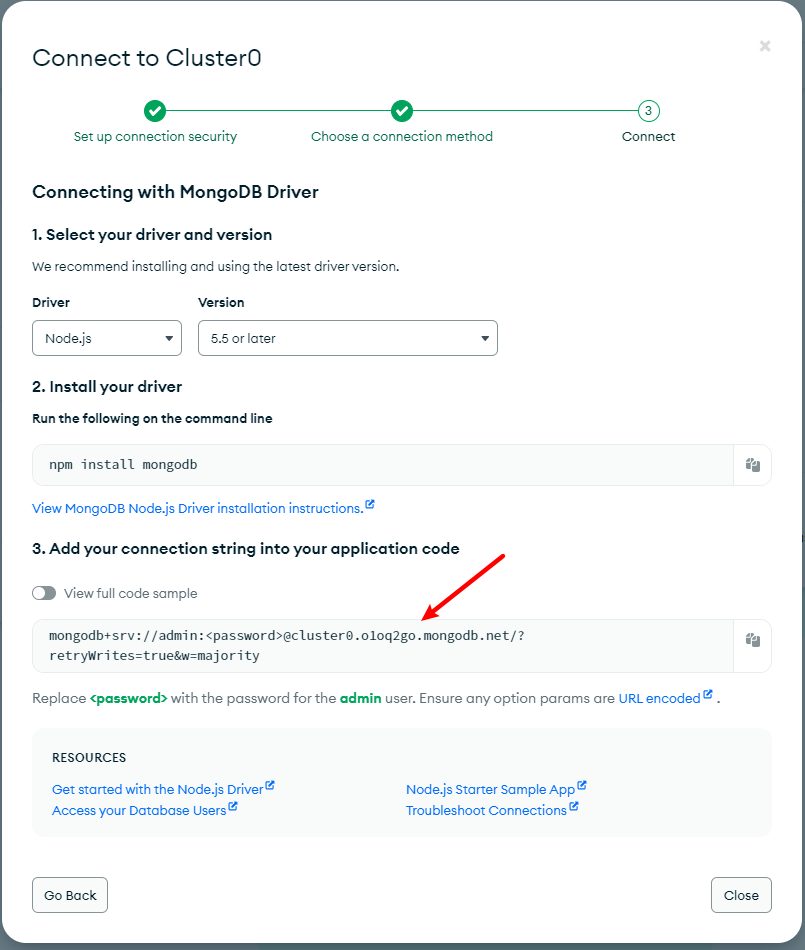 Connect to Cluster0
Set up connection security
Choose a connection method
3
Connect
Connecting with MongoDB Driver
1. Select your driver and version
We recommend installing and using the latest driver version.
Driver
Version
Node.js
5.5 or later
2. Install your driver
Run the following on the command line
npm install mongodb
View MongoDB Node.js Driver installation instructions.
3. Add your connection string into your application code
View full code sample
mongodb+srv://admin:<password>@cluster0.o1oq2go.mongodb.net/?
retryWrites=true&w=majority
Replace <password> with the password for the admin user. Ensure any option params are URL encoded .
RESOURCES
Get started with the Node.js Driver
Node.js Starter Sample App
Access your Database Users
Troubleshoot Connections
Go Back
Close